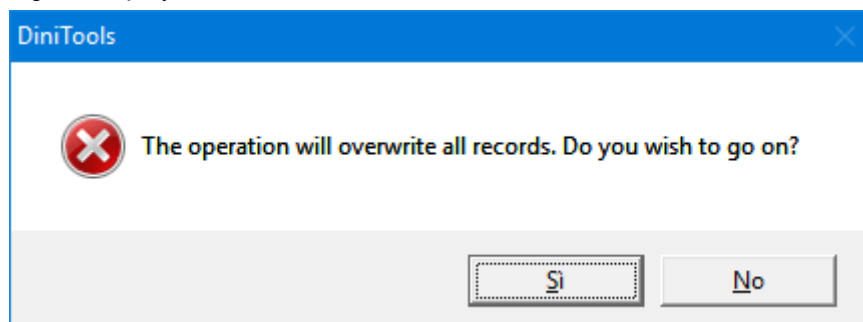 DiniTools
The operation will overwrite all records. Do you wish to go on?
Sì
No